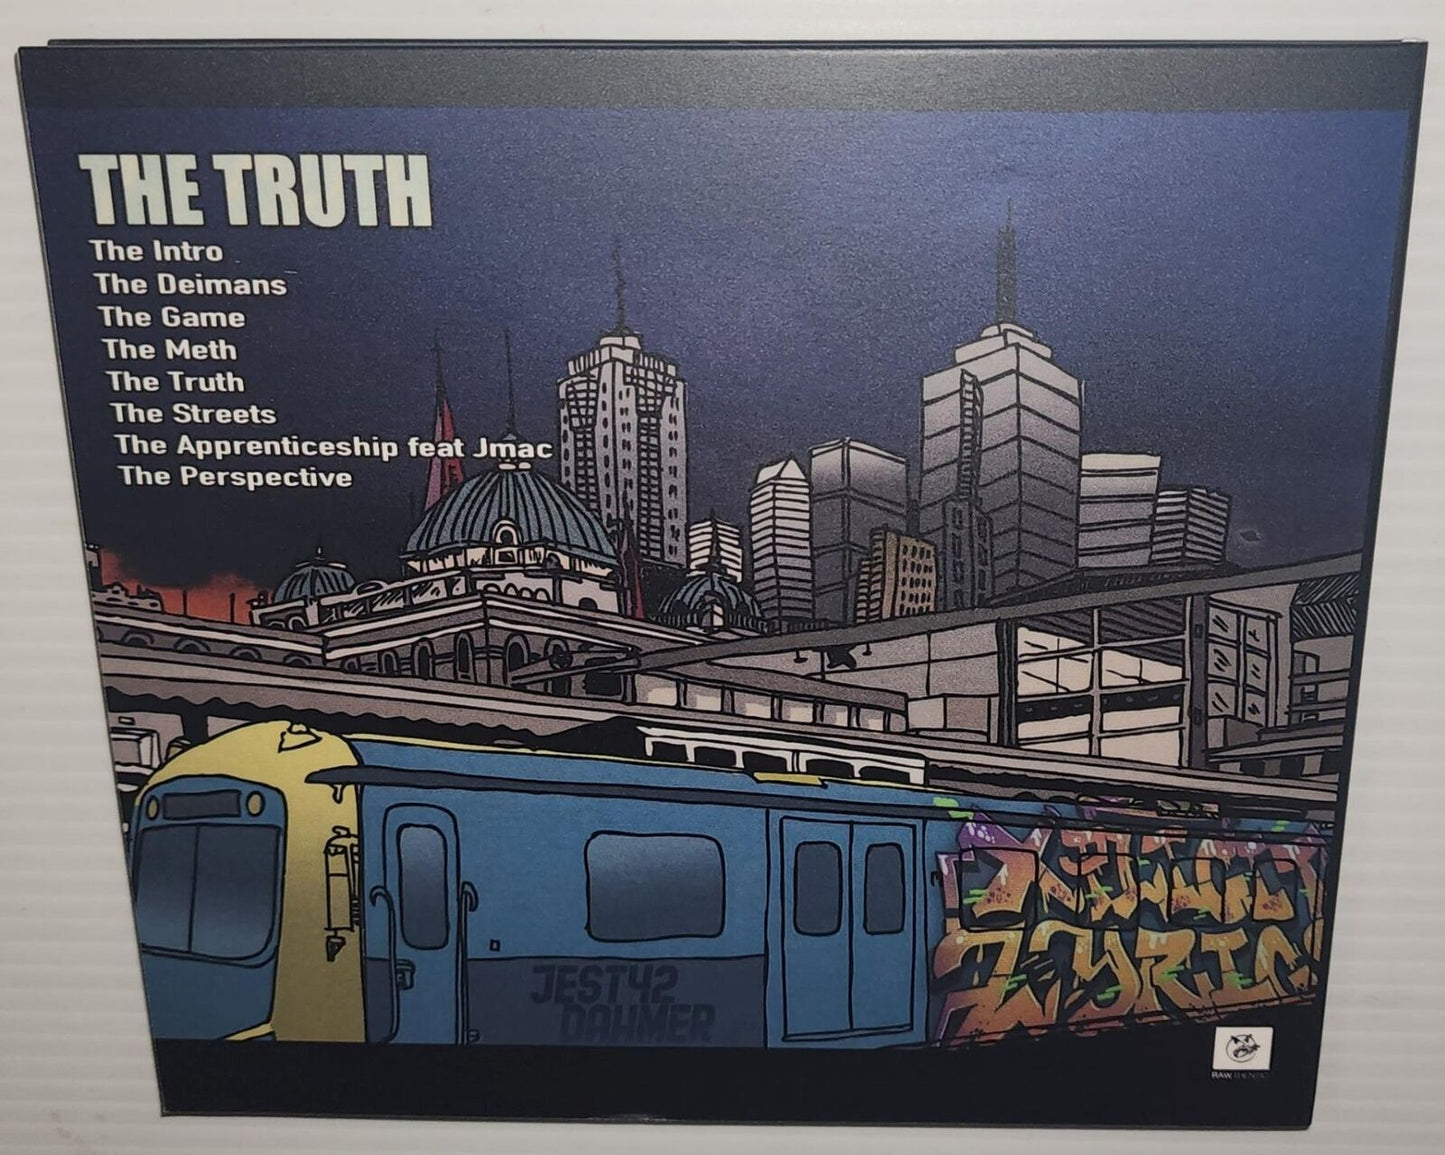 THE TRUTH
The Intro
The Deimans
The Game
The Meth
The Truth
The Streets
The Apprenticeship feat Jmac
The Perspective
LYRIC
JEST42
DAHMER